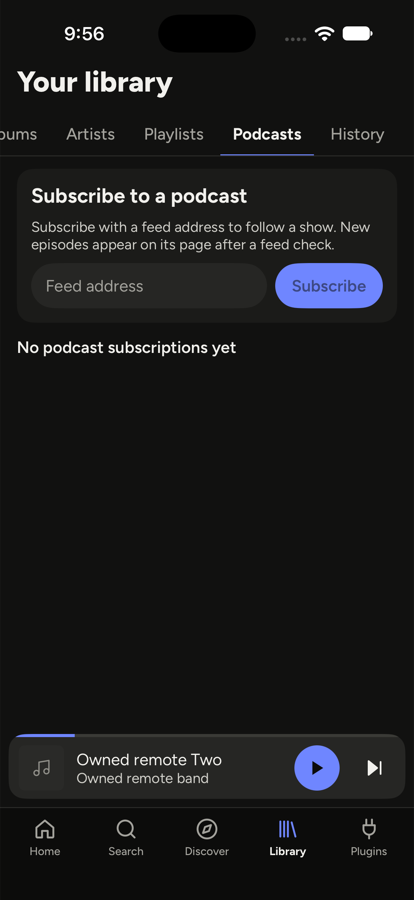 9:56
Your library
bums
Artists
Playlists
Podcasts
History
Subscribe to a podcast
Subscribe with a feed address to follow a show. New
episodes appear on its page after a feed check.
Feed address
Subscribe
No podcast subscriptions yet
Owned remote Two
Owned remote band
Home
Search
Discover
Library
Plugins